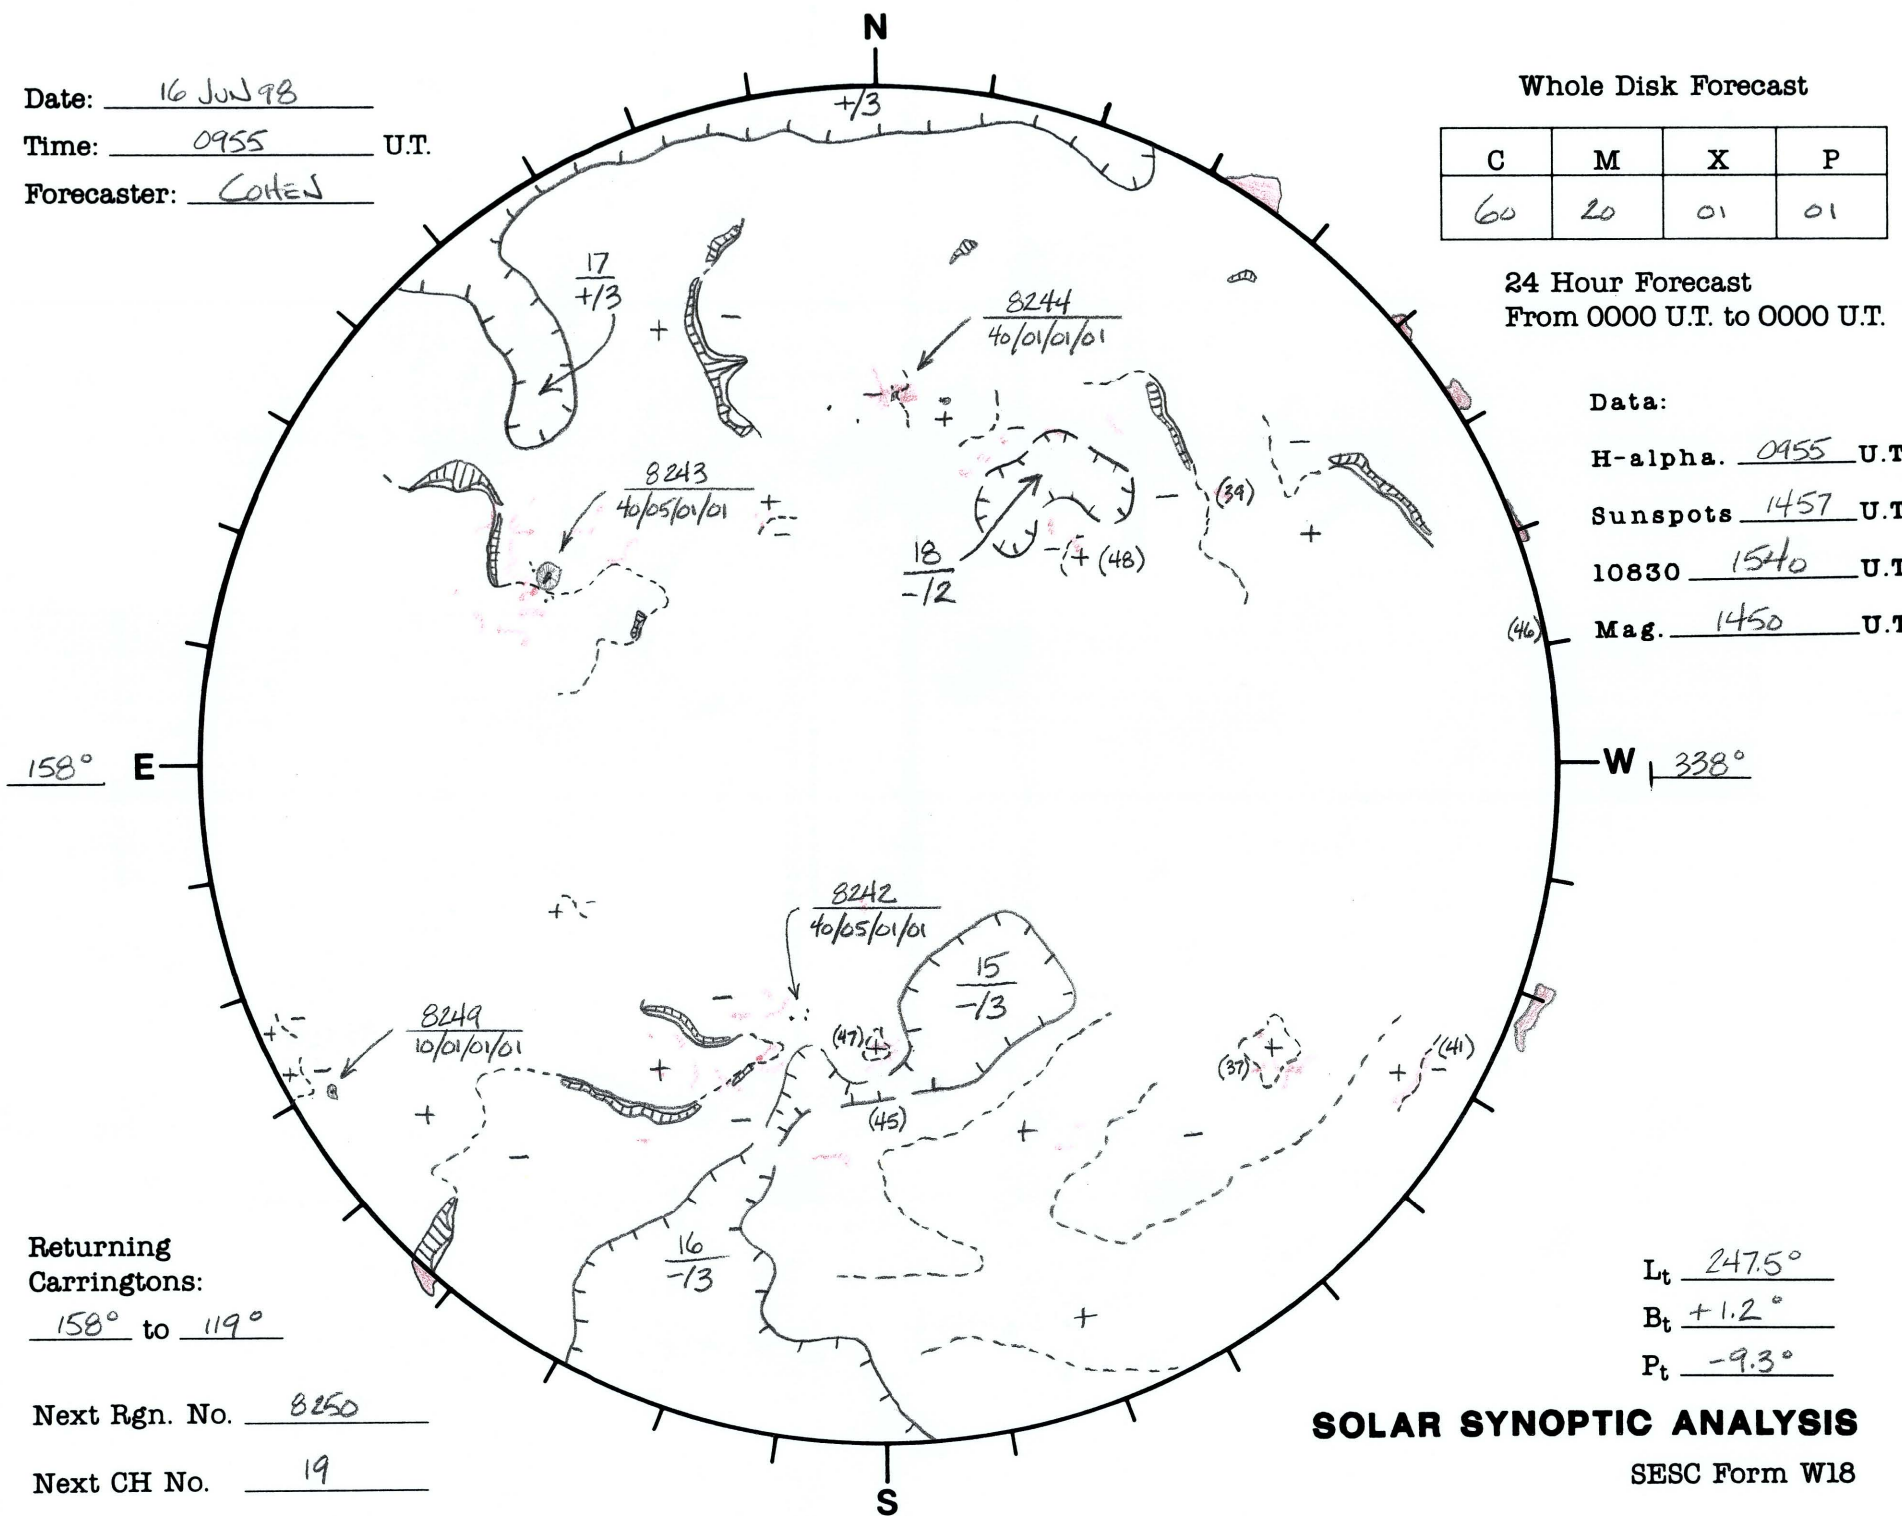 N
Date: 16 JUN 98
Time: 0955 U.T.
Forecaster: COHEN
Whole Disk Forecast
C M X P
60 20 01 01
24 Hour Forecast
From 0000 U.T. to 0000 U.T.
Data:
H-alpha. 0955 U.T
Sunspots 1457 U.T
10830 1540 U.T
Mag. 1450 U.T
+/3
17
+/3
+ −
8244
40/01/01/01
− +
8243
40/05/01/01
+
−
18
−/2
− (39)
−
+
− + (48)
(46)
158° E
W 338°
+ −
8242
40/05/01/01
15
−/3
8249
10/01/01/01
+ −
+ −
−
+
(47) +
(45)
(37) +
+ − (41)
+
−
−
+
−
16
−/3
+
Returning
Carringtons:
158° to 119°
Next Rgn. No. 8250
Next CH No. 19
Lt 247.5°
Bt +1.2°
Pt −9.3°
SOLAR SYNOPTIC ANALYSIS
SESC Form W18
S